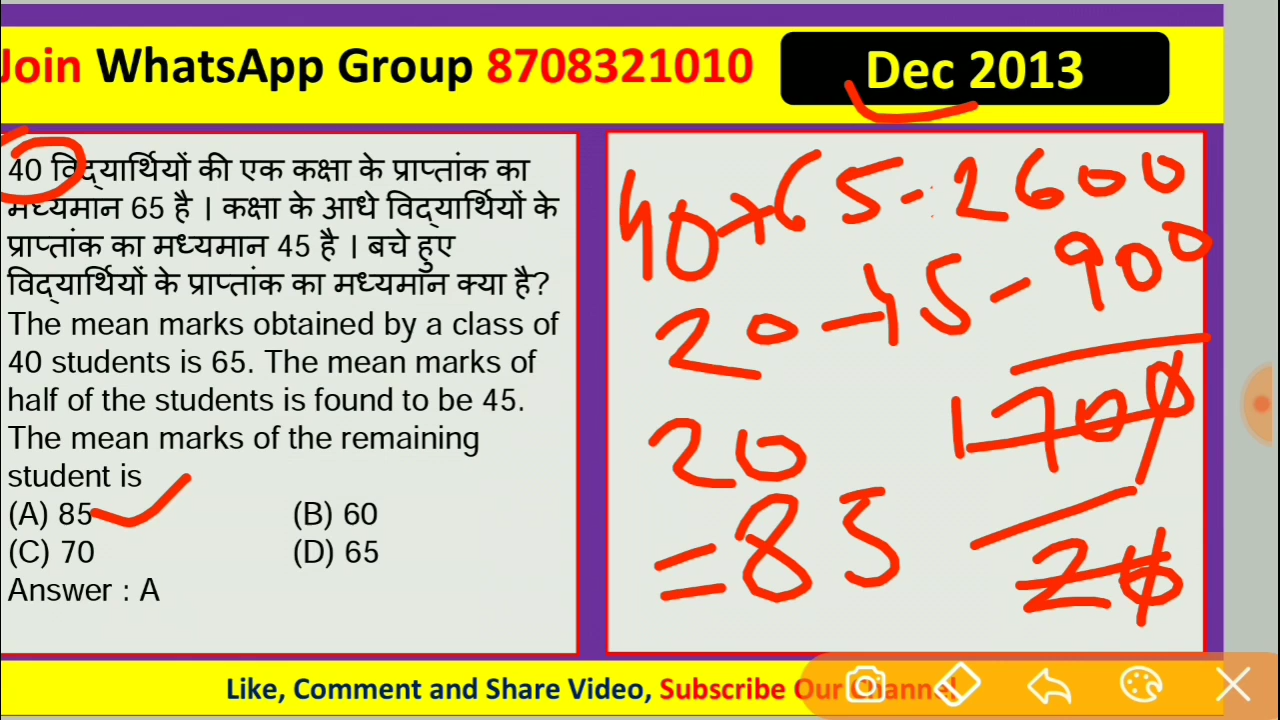 Join WhatsApp Group 8708321010
Dec 2013
40 विद्यार्थियों की एक कक्षा के प्राप्तांक का
मध्यमान 65 है । कक्षा के आधे विद्यार्थियों के
प्राप्तांक का मध्यमान 45 है । बचे हुए
विद्यार्थियों के प्राप्तांक का मध्यमान क्या है?
The mean marks obtained by a class of
40 students is 65. The mean marks of
half of the students is found to be 45.
The mean marks of the remaining
student is
(A) 85 (B) 60
(C) 70 (D) 65
Answer : A
40×65-2600
20-45-900
1700
20
20
=85
Like, Comment and Share Video, Subscribe Our Channel